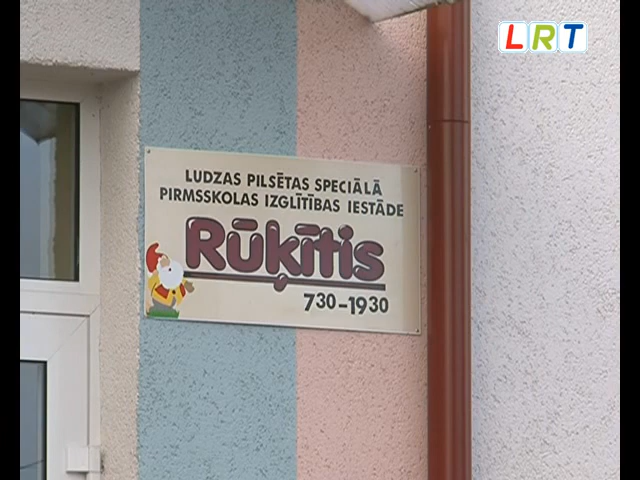 LRT
LUDZAS PILSĒTAS SPECIĀLĀ
PIRMSSKOLAS IZGLĪTĪBAS IESTĀDE
Rūķītis
7³⁰-19³⁰